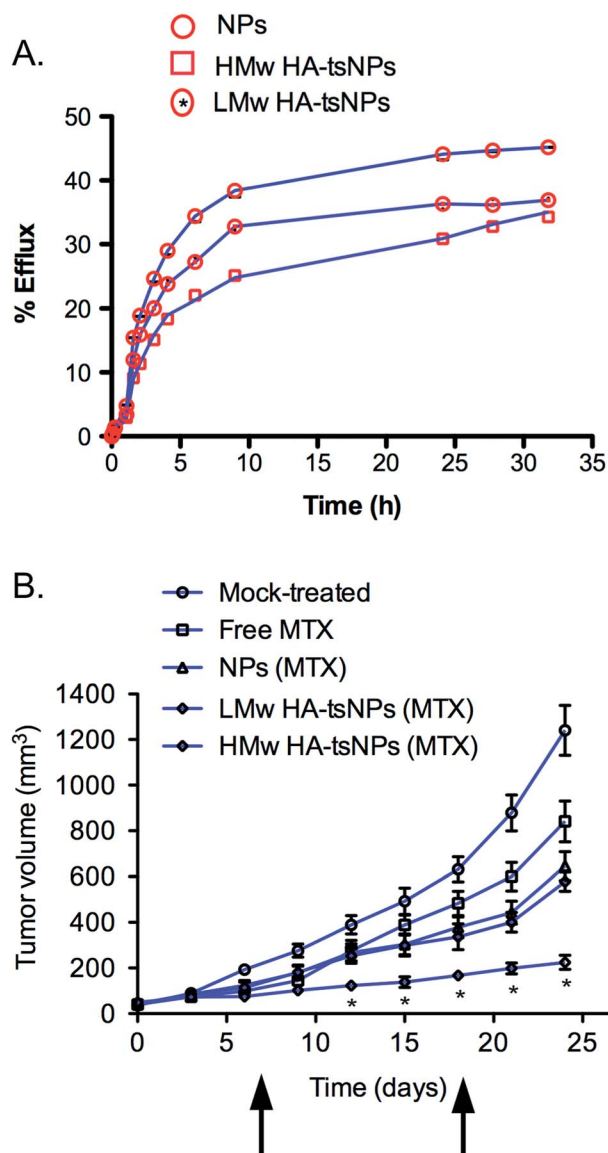 A.
NPs
HMw HA-tsNPs
* LMw HA-tsNPs
50
40
30
20
10
0
% Efflux
0 5 10 15 20 25 30 35
Time (h)
B.
Mock-treated
Free MTX
NPs (MTX)
LMw HA-tsNPs (MTX)
HMw HA-tsNPs (MTX)
1400
1200
1000
800
600
400
200
0
Tumor volume (mm³)
* * * * *
0 5 10 15 20 25
Time (days)